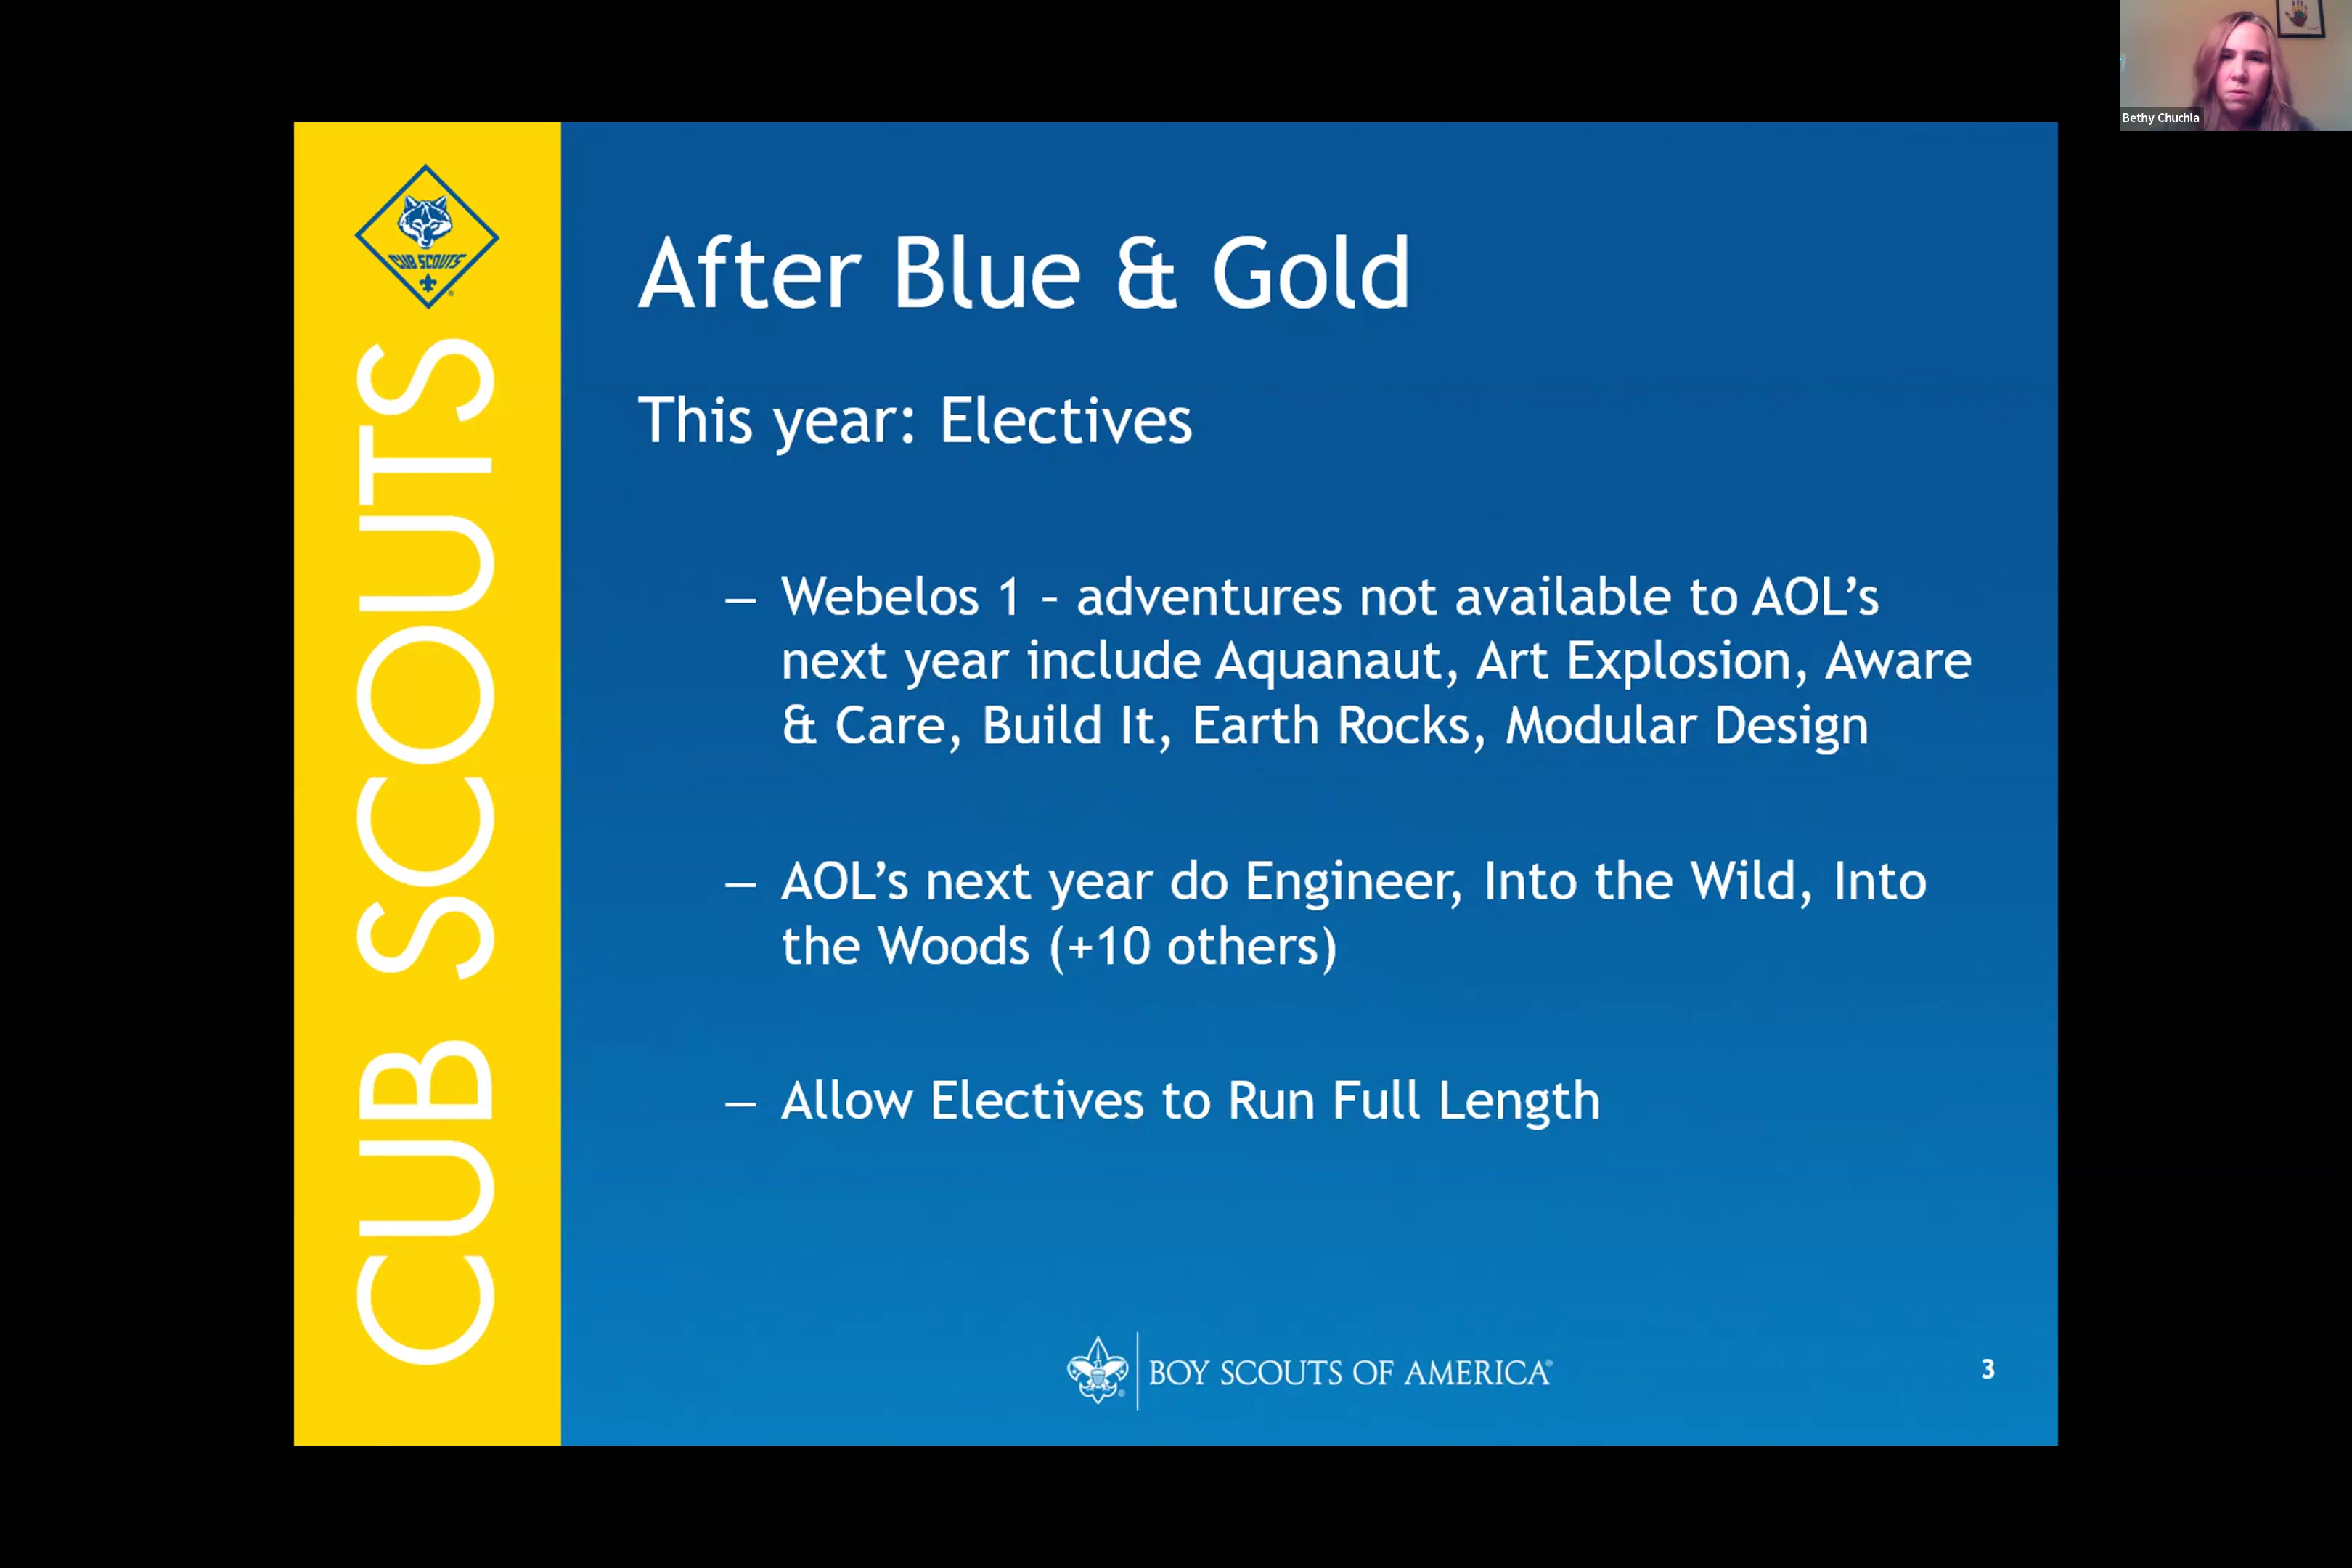 Bethy Chuchla
CUB SCOUTS
CUB SCOUTS
After Blue & Gold
This year: Electives
– Webelos 1 – adventures not available to AOL’s
next year include Aquanaut, Art Explosion, Aware
& Care, Build It, Earth Rocks, Modular Design
– AOL’s next year do Engineer, Into the Wild, Into
the Woods (+10 others)
– Allow Electives to Run Full Length
BOY SCOUTS OF AMERICA®
3